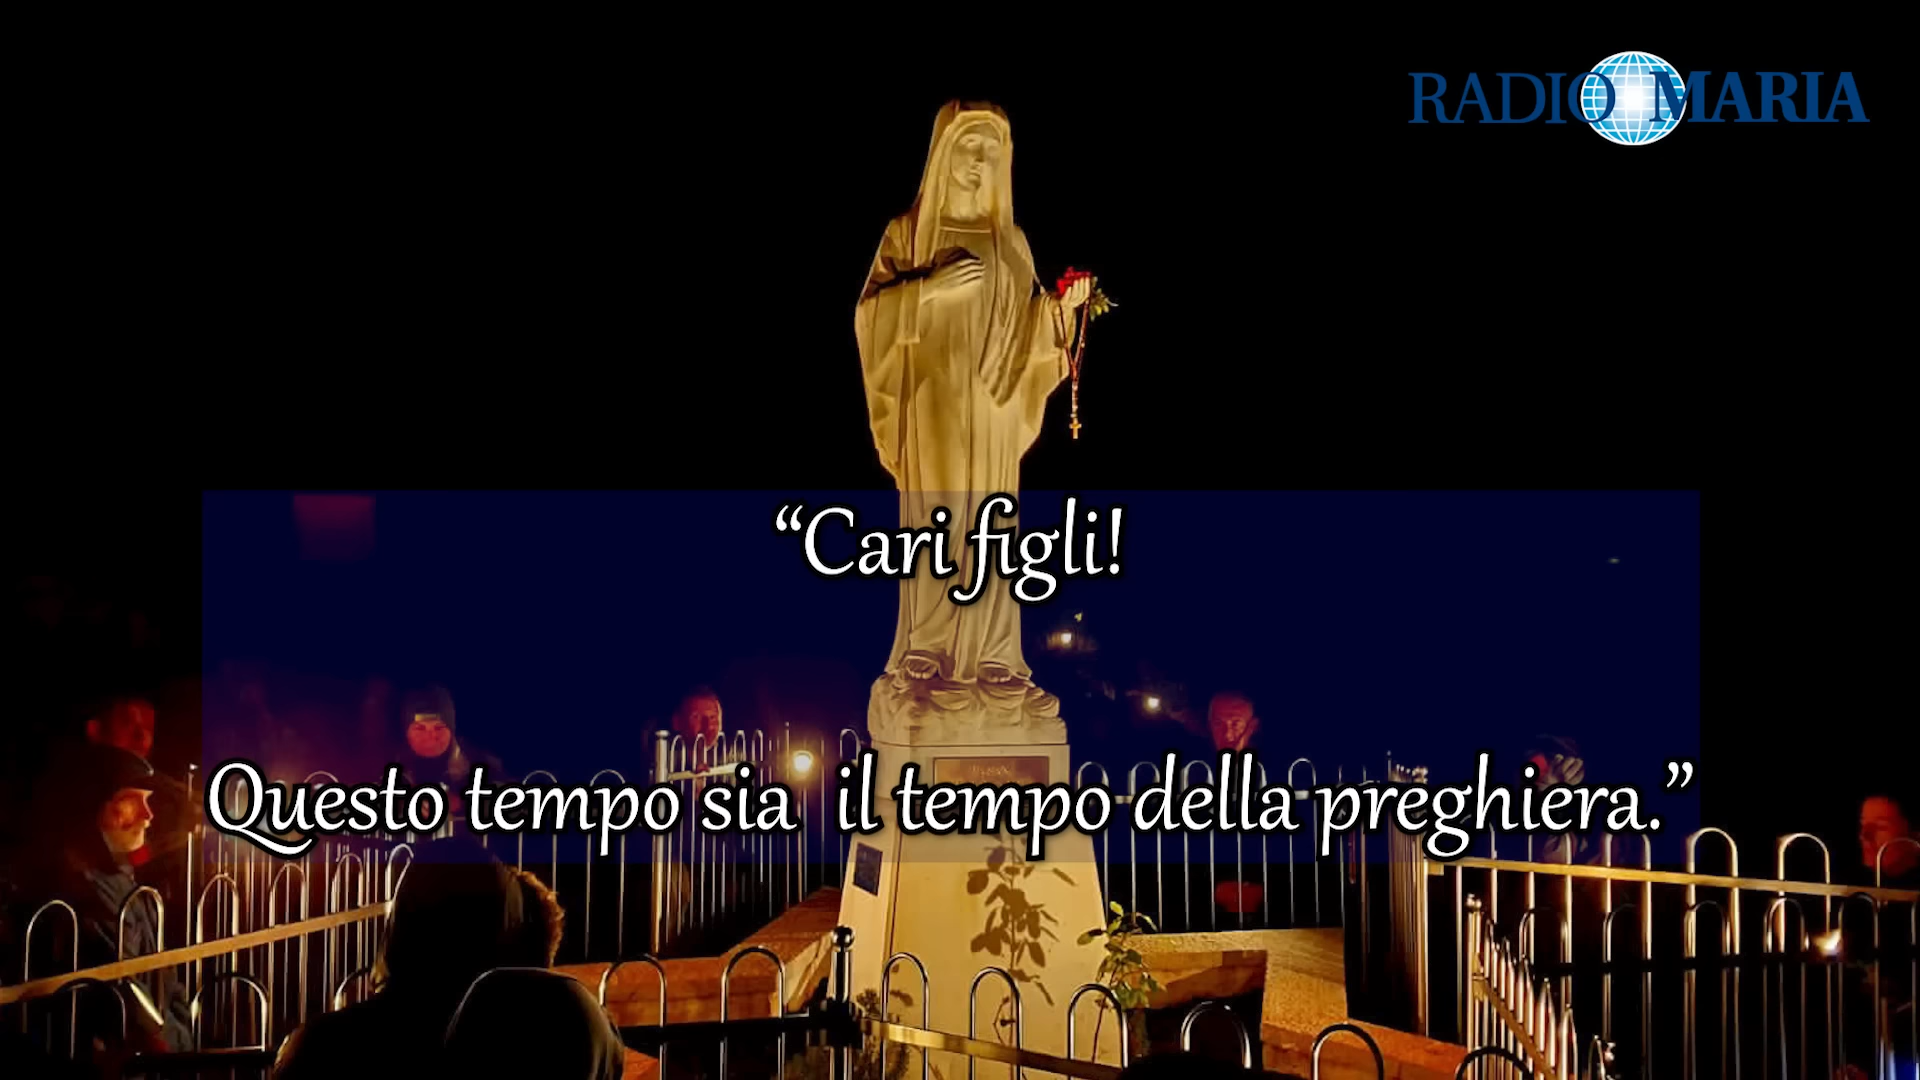 RADIO MARIA
“Cari figli!
Questo tempo sia il tempo della preghiera.”